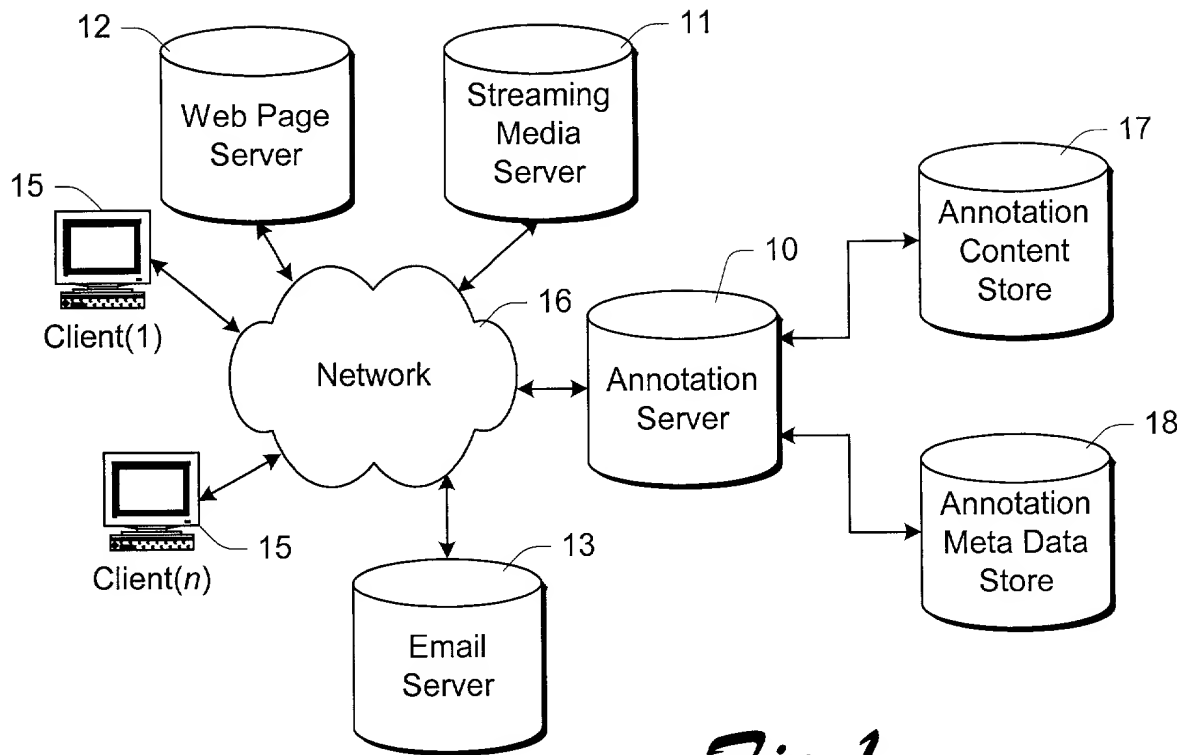 12
11
Web Page
Server
Streaming
Media
Server
17
15
Annotation
Content
Store
10
16
Client(1)
Network
Annotation
Server
18
Annotation
Meta Data
Store
15
13
Client(n)
Email
Server
Fig. 1